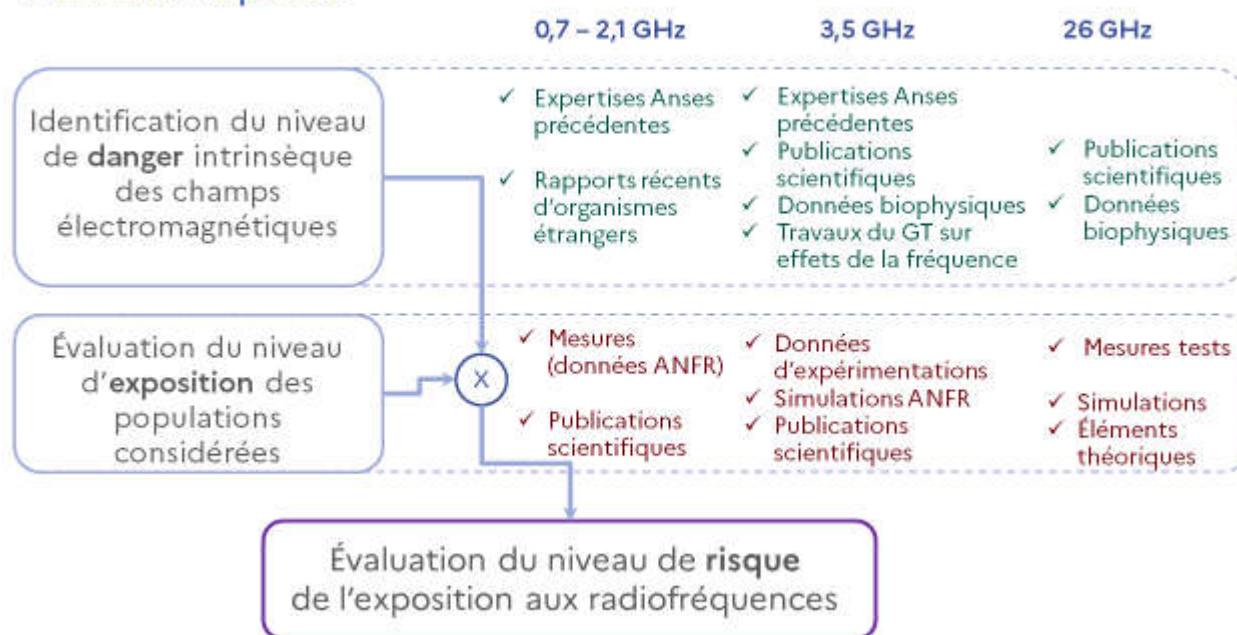 0,7 – 2,1 GHz
3,5 GHz
26 GHz
Identification du niveau
de danger intrinsèque
des champs
électromagnétiques
✓ Expertises Anses
précédentes
✓ Rapports récents
d'organismes
étrangers
✓ Expertises Anses
précédentes
✓ Publications
scientifiques
✓ Données biophysiques
✓ Travaux du GT sur
effets de la fréquence
✓ Publications
scientifiques
✓ Données
biophysiques
Évaluation du niveau
d'exposition des
populations
considérées
X
✓ Mesures
(données ANFR)
✓ Publications
scientifiques
✓ Données
d'expérimentations
✓ Simulations ANFR
✓ Publications
scientifiques
✓ Mesures tests
✓ Simulations
✓ Éléments
théoriques
Évaluation du niveau de risque
de l'exposition aux radiofréquences